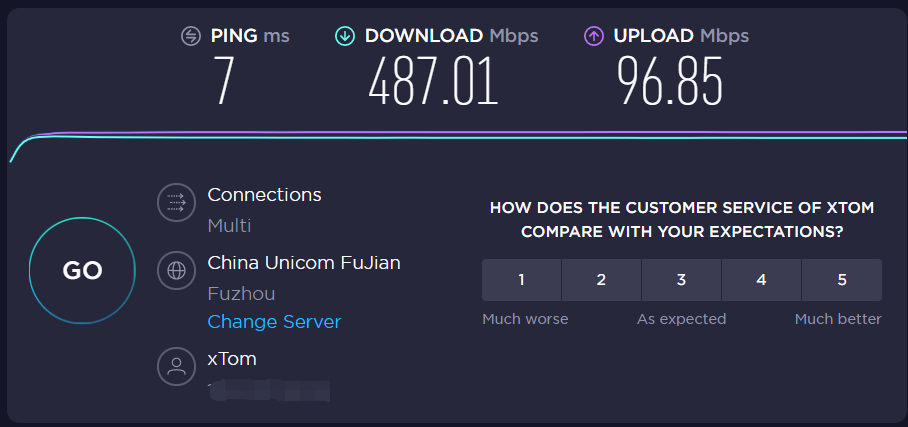 PING ms DOWNLOAD Mbps UPLOAD Mbps
7 487.01 96.85
Connections
Multi
China Unicom FuJian
Fuzhou
Change Server
xTom
GO
HOW DOES THE CUSTOMER SERVICE OF XTOM
COMPARE WITH YOUR EXPECTATIONS?
1 2 3 4 5
Much worse As expected Much better